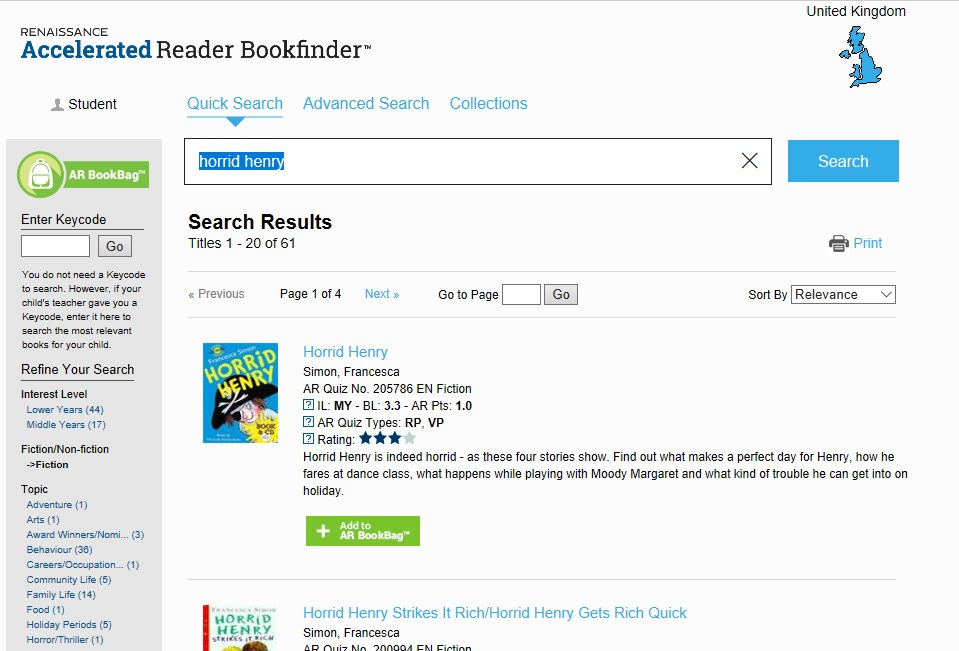 United Kingdom
RENAISSANCE
Accelerated Reader Bookfinder™
Student
Quick Search
Advanced Search
Collections
horrid henry
Search
AR BookBag™
Enter Keycode
Go
You do not need a Keycode
to search. However, if your
child's teacher gave you a
Keycode, enter it here to
search the most relevant
books for your child.
Refine Your Search
Interest Level
Lower Years (44)
Middle Years (17)
Fiction/Non-fiction
->Fiction
Topic
Adventure (1)
Arts (1)
Award Winners/Nomi... (3)
Behaviour (36)
Careers/Occupation... (1)
Community Life (5)
Family Life (14)
Food (1)
Holiday Periods (5)
Horror/Thriller (1)
Search Results
Titles 1 - 20 of 61
Print
« Previous
Page 1 of 4
Next »
Go to Page
Go
Sort By
Relevance
Francesca Simon
HORRID
HENRY
BOOK
& CD
Horrid Henry
Simon, Francesca
AR Quiz No. 205786 EN Fiction
? IL: MY - BL: 3.3 - AR Pts: 1.0
? AR Quiz Types: RP, VP
? Rating:
Horrid Henry is indeed horrid - as these four stories show. Find out what makes a perfect day for Henry, how he
fares at dance class, what happens while playing with Moody Margaret and what kind of trouble he can get into on
holiday.
+ Add to
AR BookBag™
FRANCESCA SIMON
HORRID
HENRY
STRIKES IT RICH
Horrid Henry Strikes It Rich/Horrid Henry Gets Rich Quick
Simon, Francesca
AR Quiz No. 200994 EN Fiction